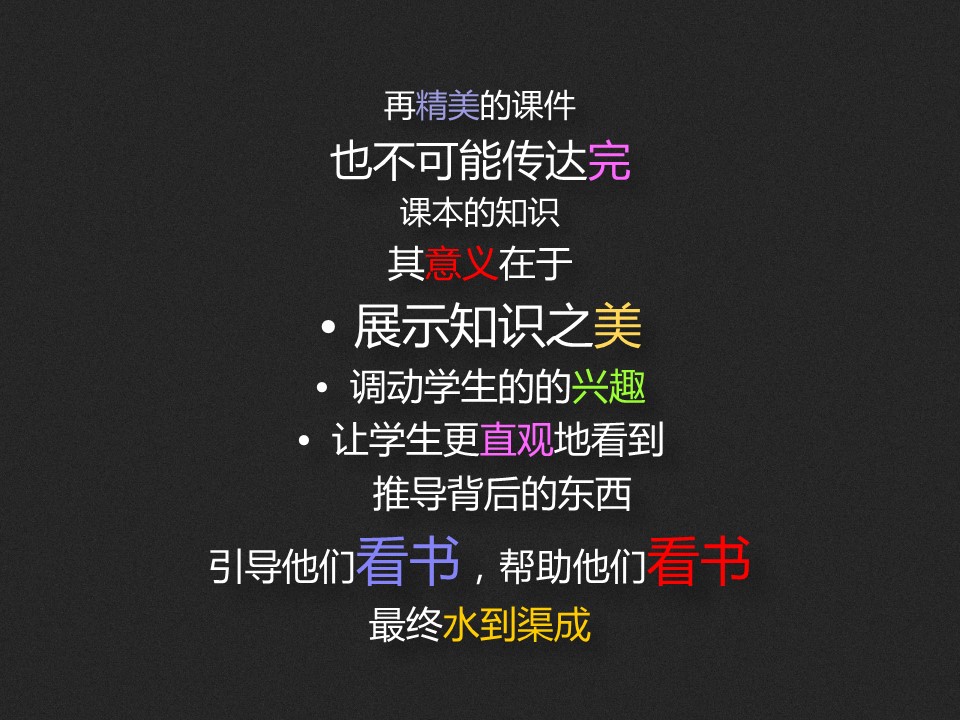 再精美的课件
也不可能传达完
课本的知识
其意义在于
• 展示知识之美
• 调动学生的的兴趣
• 让学生更直观地看到
推导背后的东西
引导他们看书，帮助他们看书
最终水到渠成